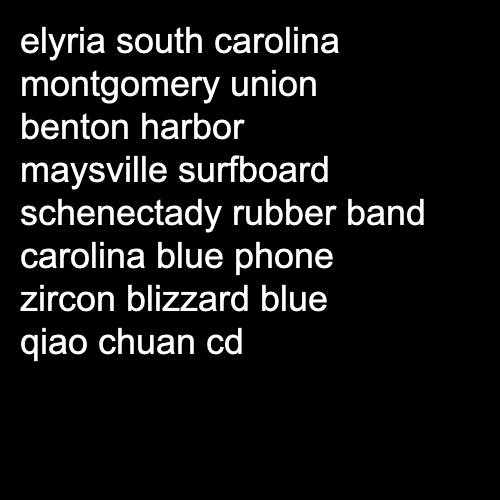 elyria south carolina
montgomery union
benton harbor
maysville surfboard
schenectady rubber band
carolina blue phone
zircon blizzard blue
qiao chuan cd